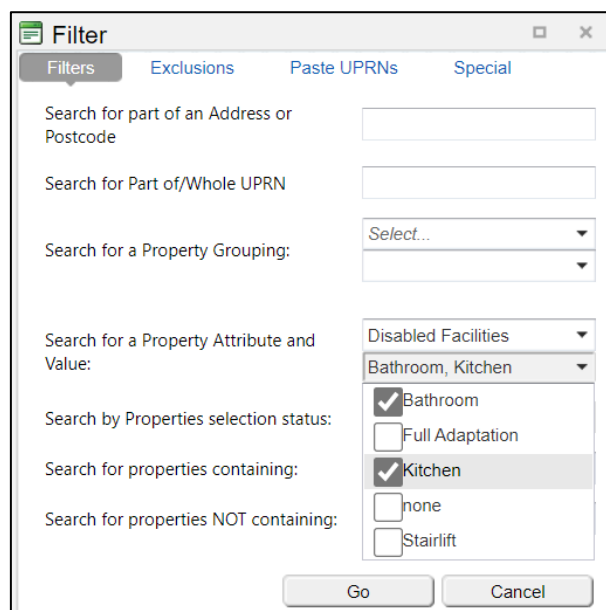 Filter
Filters Exclusions Paste UPRNs Special
Search for part of an Address or
Postcode
Search for Part of/Whole UPRN
Search for a Property Grouping:
Select...
Search for a Property Attribute and
Value:
Disabled Facilities
Bathroom, Kitchen
Bathroom
Full Adaptation
Kitchen
none
Stairlift
Search by Properties selection status:
Search for properties containing:
Search for properties NOT containing:
Go Cancel